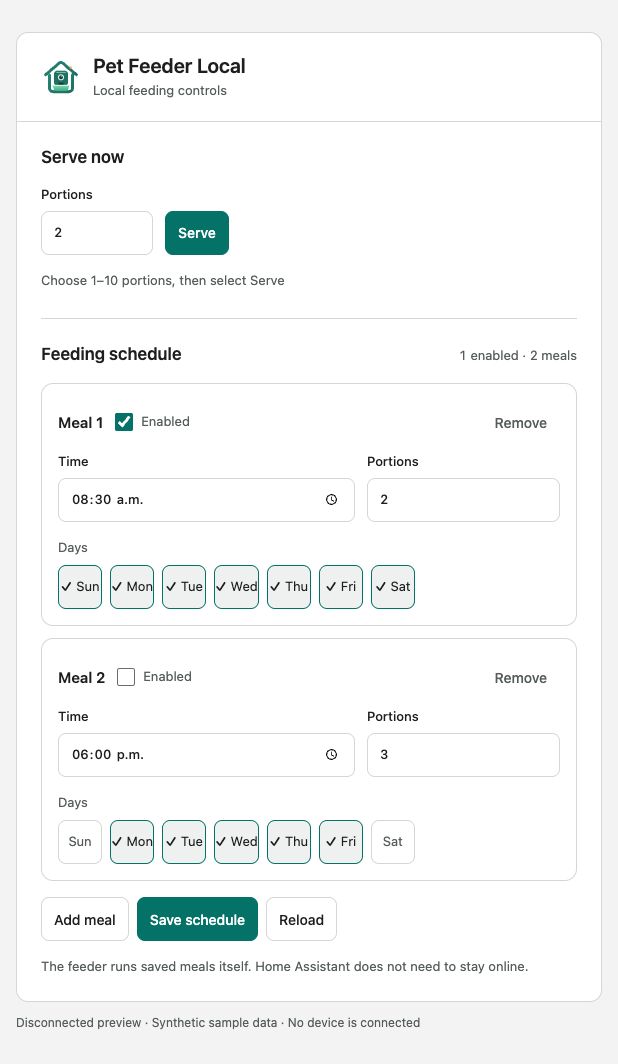 Pet Feeder Local
Local feeding controls
Serve now
Portions
2
Serve
Choose 1–10 portions, then select Serve
Feeding schedule
1 enabled · 2 meals
Meal 1
Enabled
Remove
Time
Portions
08:30 a.m.
2
Days
✓ Sun ✓ Mon ✓ Tue ✓ Wed ✓ Thu ✓ Fri ✓ Sat
Meal 2
Enabled
Remove
Time
Portions
06:00 p.m.
3
Days
Sun ✓ Mon ✓ Tue ✓ Wed ✓ Thu ✓ Fri Sat
Add meal
Save schedule
Reload
The feeder runs saved meals itself. Home Assistant does not need to stay online.
Disconnected preview · Synthetic sample data · No device is connected